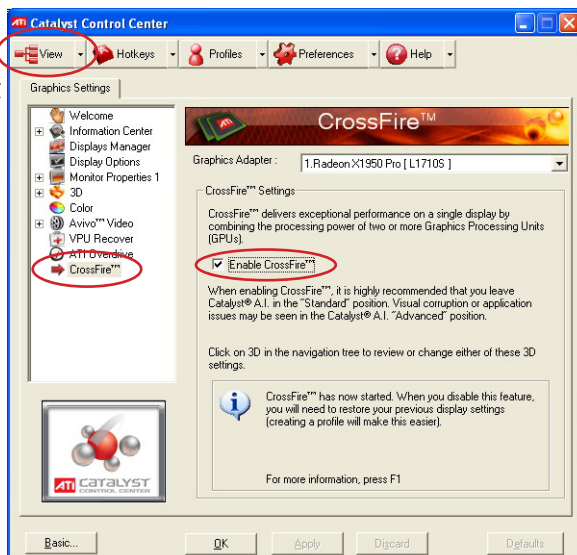 Catalyst Control Center
View
Hotkeys
Profiles
Preferences
Help
Graphics Settings
Welcome
Information Center
Displays Manager
Display Options
Monitor Properties 1
3D
Color
Avivo™ Video
VPU Recover
ATI Overdrive
CrossFire™
ATI CATALYST
CONTROL CENTER
CrossFire™
Graphics Adapter :
1.Radeon X1950 Pro [ L1710S ]
CrossFire™ Settings
CrossFire™ delivers exceptional performance on a single display by
combining the processing power of two or more Graphics Processing Units
(GPUs).
Enable CrossFire™
When enabling CrossFire™, it is highly recommended that you leave
Catalyst® A.I. in the "Standard" position. Visual corruption or application
issues may be seen in the Catalyst® A.I. "Advanced" position.
Click on 3D in the navigation tree to review or change either of these 3D
settings.
CrossFire™ has now started. When you disable this feature,
you will need to restore your previous display settings
(creating a profile will make this easier).
For more information, press F1
Basic...
OK
Apply
Discard
Defaults